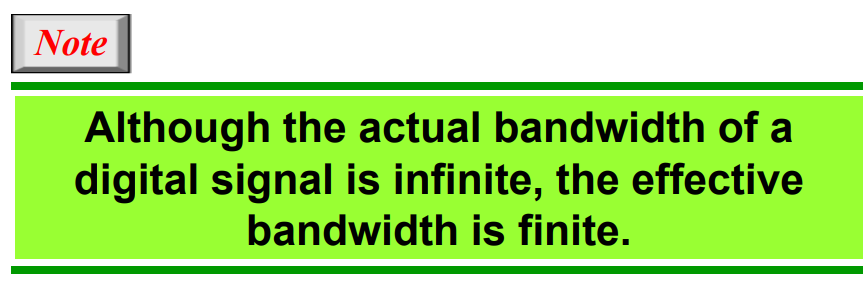 Note
Although the actual bandwidth of a
digital signal is infinite, the effective
bandwidth is finite.